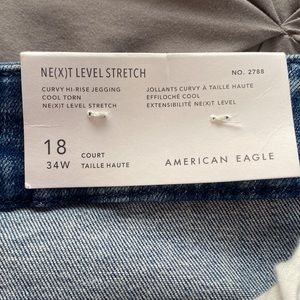 NE(X)T LEVEL STRETCH
NO. 2788
CURVY HI-RISE JEGGING
COOL TORN
NE(X)T LEVEL STRETCH
JOLLANTS CURVY À TAILLE HAUTE
EFFILOCHÉ COOL
EXTENSIBILITÉ NE(X)T LEVEL
18
34W
COURT
TAILLE HAUTE
AMERICAN EAGLE